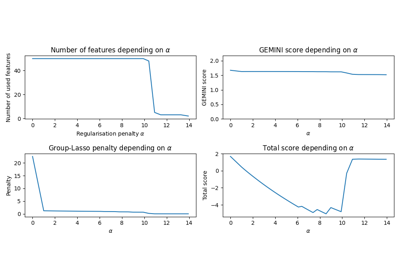 Number of features depending on α
Number of used features
40
20
0
0 2 4 6 8 10 12 14
Regularisation penalty α
GEMINI score depending on α
GEMINI score
2.0
1.5
1.0
0.5
0.0
0 2 4 6 8 10 12 14
α
Group-Lasso penalty depending on α
Penalty
20
15
10
5
0
0 2 4 6 8 10 12 14
α
Total score depending on α
Total score
2
0
−2
−4
0 2 4 6 8 10 12 14
α